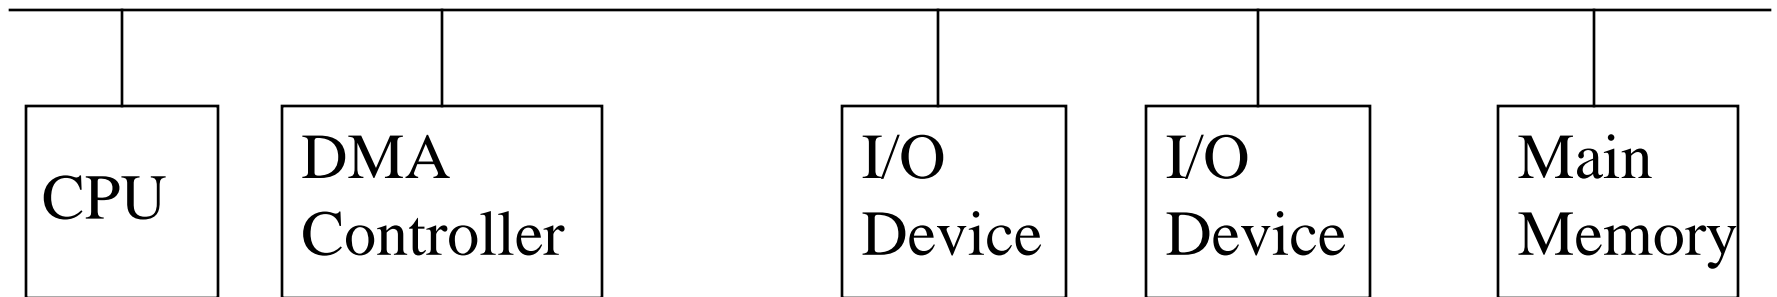 CPU
DMA
Controller
I/O
Device
I/O
Device
Main
Memory